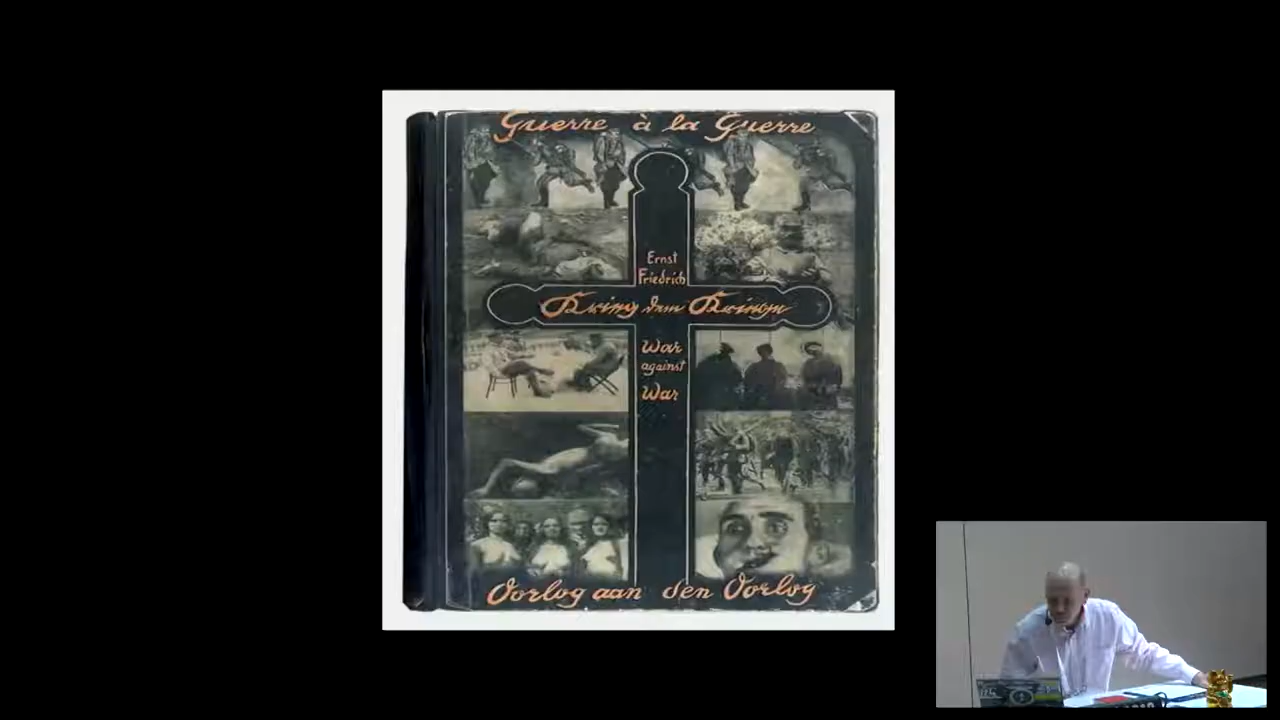 Guerre à la Guerre
Ernst
Friedrich
Krieg dem Kriege
War
against
War
Oorlog aan den Oorlog